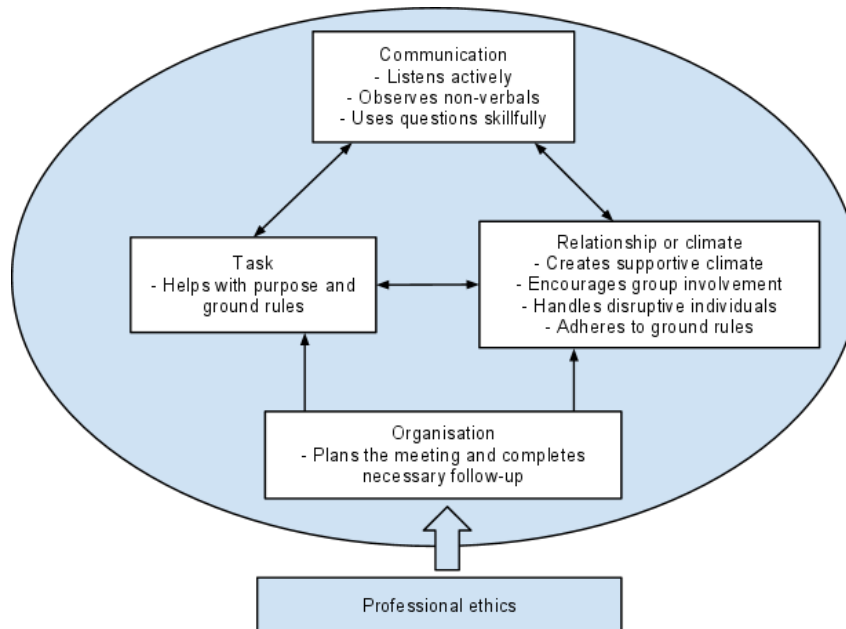 Communication
- Listens actively
- Observes non-verbals
- Uses questions skillfully
Task
- Helps with purpose and
ground rules
Relationship or climate
- Creates supportive climate
- Encourages group involvement
- Handles disruptive individuals
- Adheres to ground rules
Organisation
- Plans the meeting and completes
necessary follow-up
Professional ethics